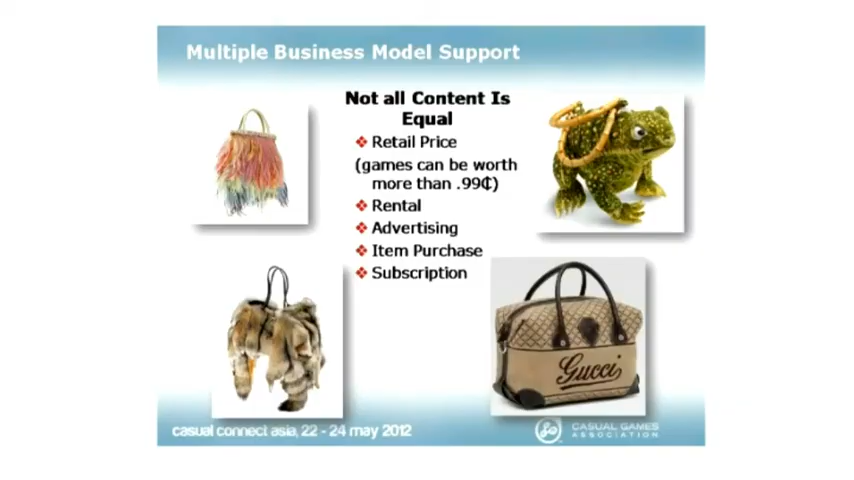 Multiple Business Model Support
Not all Content Is
Equal
Retail Price
(games can be worth
more than .99₵)
Rental
Advertising
Item Purchase
Subscription
Gucci
casual connect asia, 22 - 24 may 2012
CASUAL GAMES
ASSOCIATION